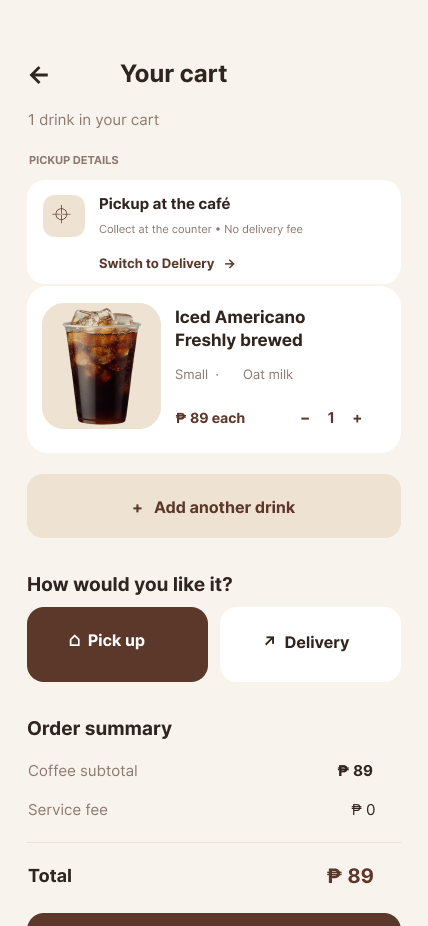 ← Your cart
1 drink in your cart
PICKUP DETAILS
Pickup at the café
Collect at the counter • No delivery fee
Switch to Delivery →
Iced Americano
Freshly brewed
Small · Oat milk
₱ 89 each − 1 +
+ Add another drink
How would you like it?
⌂ Pick up ↗ Delivery
Order summary
Coffee subtotal ₱ 89
Service fee ₱ 0
Total ₱ 89